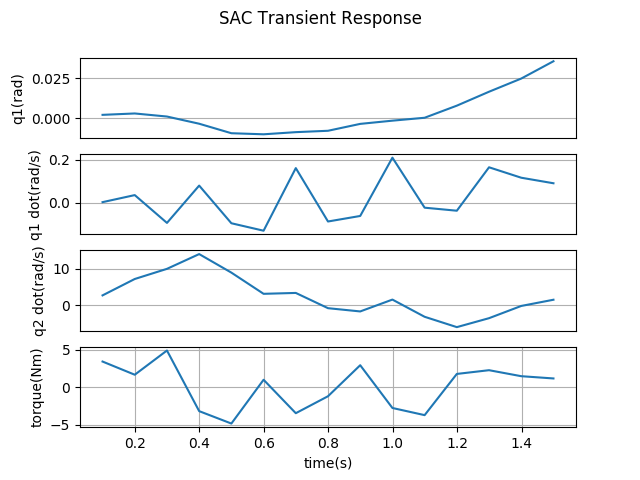 SAC Transient Response
q1(rad)
0.025
0.000
q1 dot(rad/s)
0.2
0.0
q2 dot(rad/s)
10
0
torque(Nm)
5
0
−5
0.2 0.4 0.6 0.8 1.0 1.2 1.4
time(s)